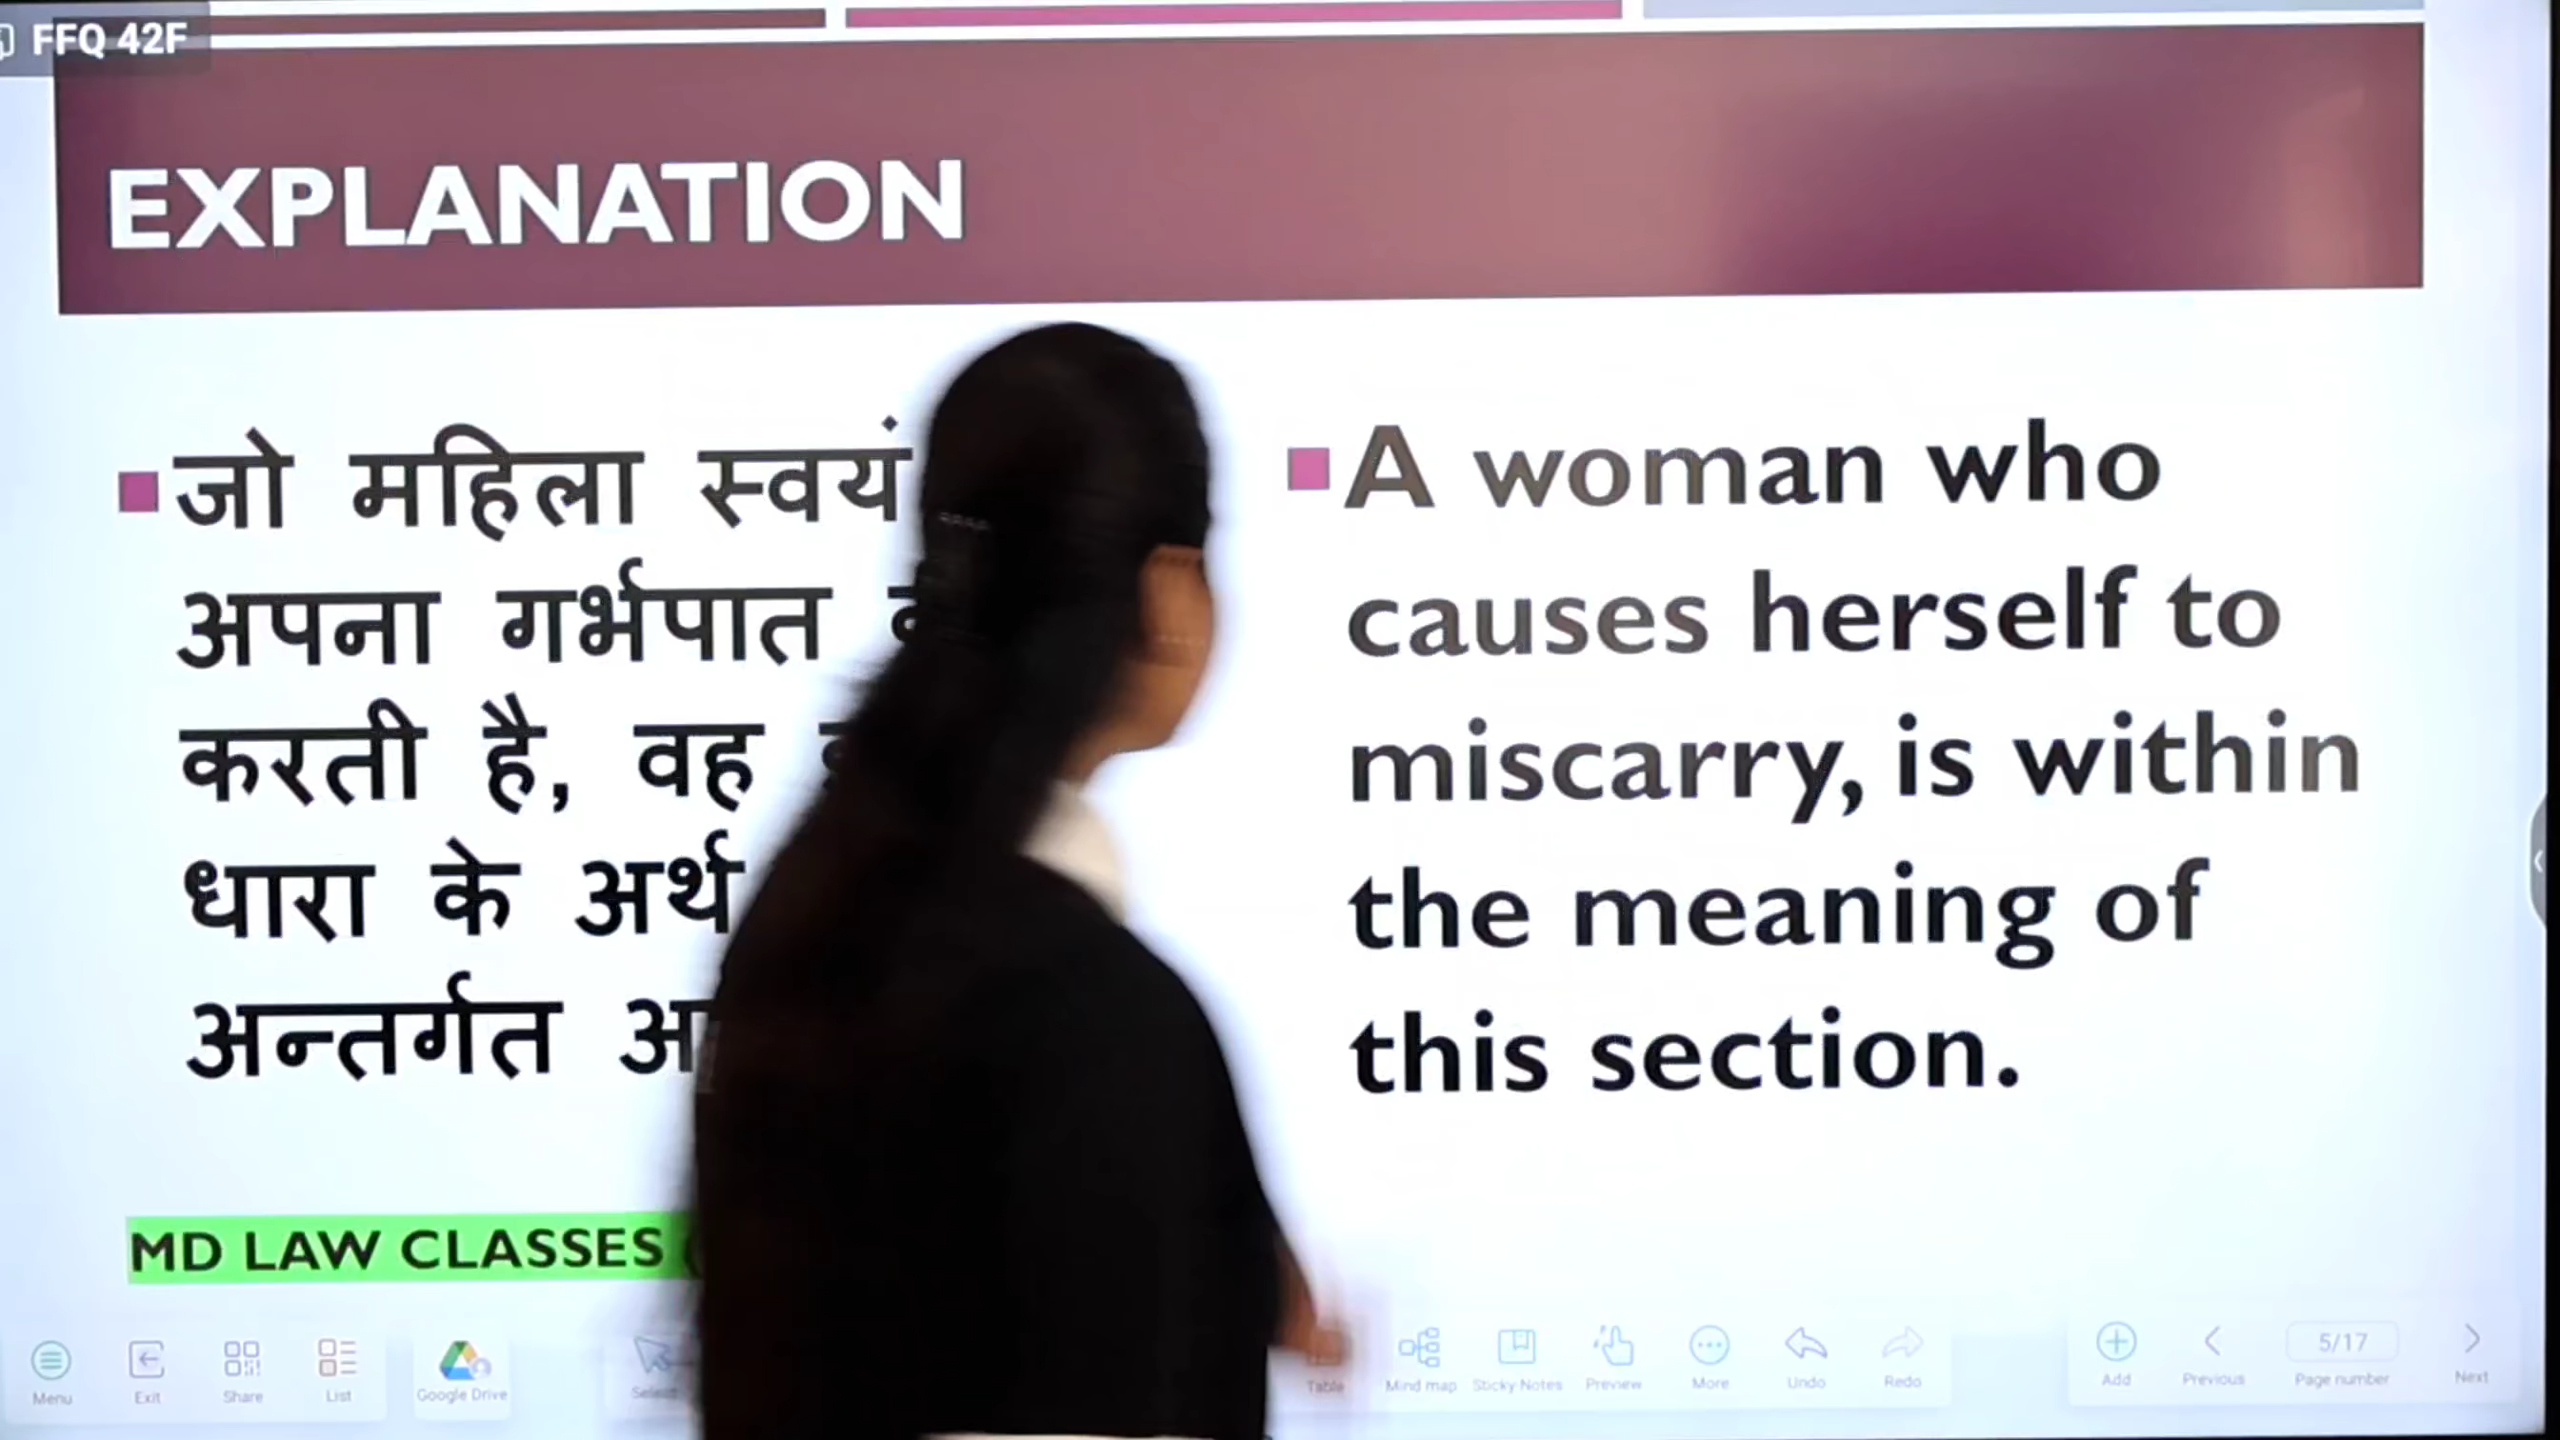 FFQ 42F
EXPLANATION
जो महिला स्वयं
अपना गर्भपात
करती है, वह
धारा के अर्थ
अन्तर्गत
A woman who
causes herself to
miscarry, is within
the meaning of
this section.
MD LAW CLASSES
Menu Exit Share List Google Drive Select Table Mind map Sticky Notes Preview More Undo Redo Add Previous 5/17 Page number Next